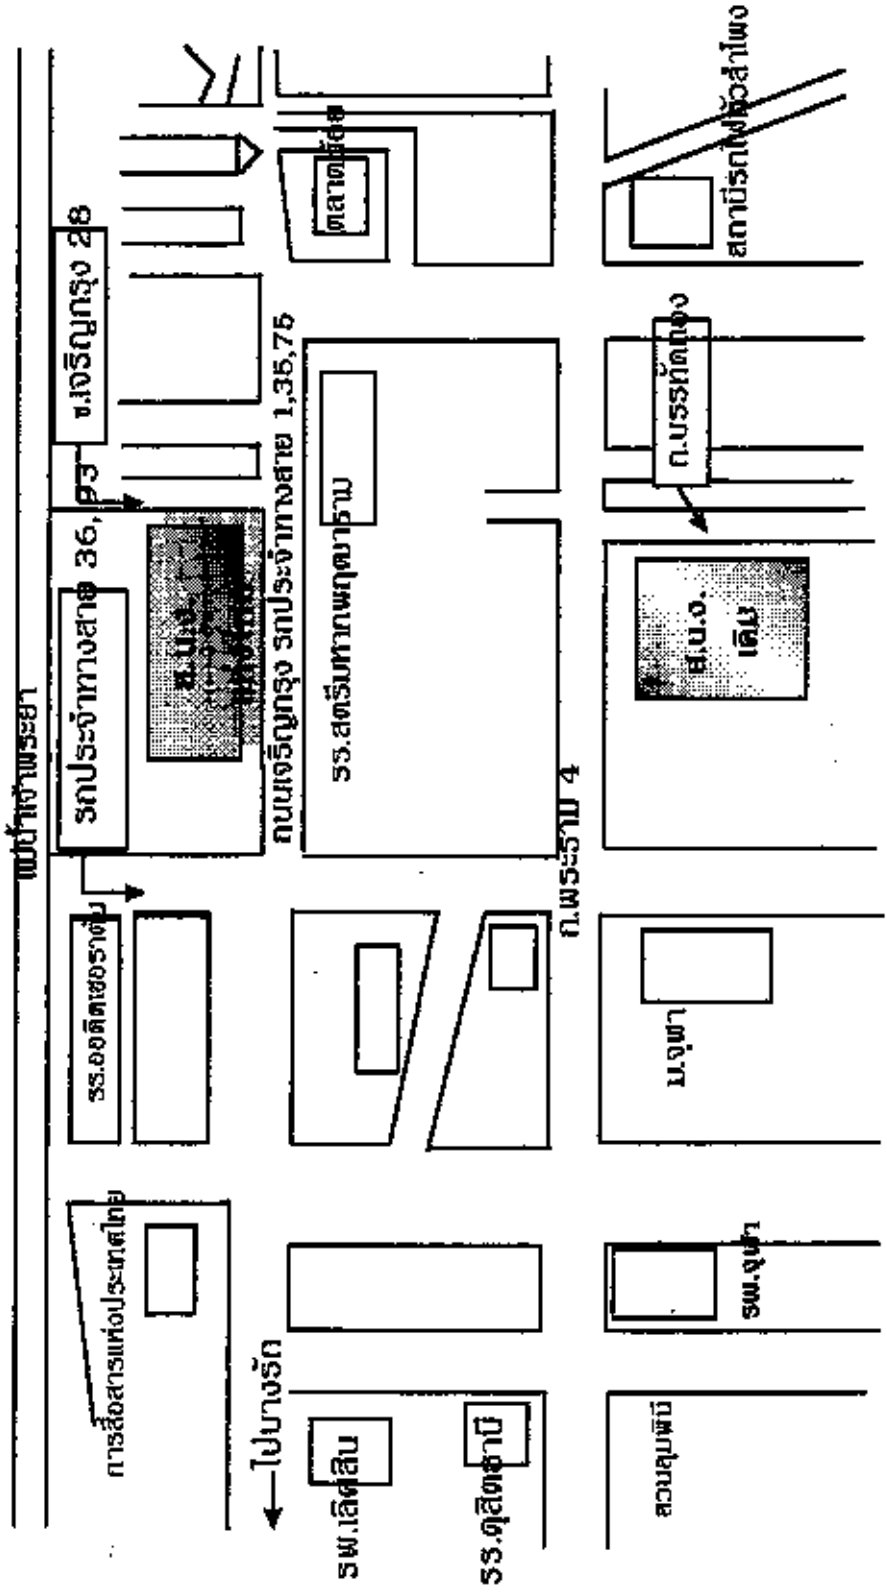 แม่น้ำเจ้าพระยา
รถประจำทางสาย 36, 93
ซ.เจริญกรุง 28
รร.ออคิดเชอราตัน
การสื่อสารแห่งประเทศไทย
ส.น.ง.
ไปบางรัก
ถนนเจริญกรุง รถประจำทางสาย 1,35,75
ตลาดน้อย
รร.สตรีมหาพฤฒาราม
รพ.เลิดสิน
รร.ดุสิตธานี
ถ.พระราม 4
สวนลุมพินี
ม.จุฬา
ถ.บรรทัดทอง
ส.น.ง.
เดิม
รพ.จุฬา
สถานีรถไฟหัวลำโพง